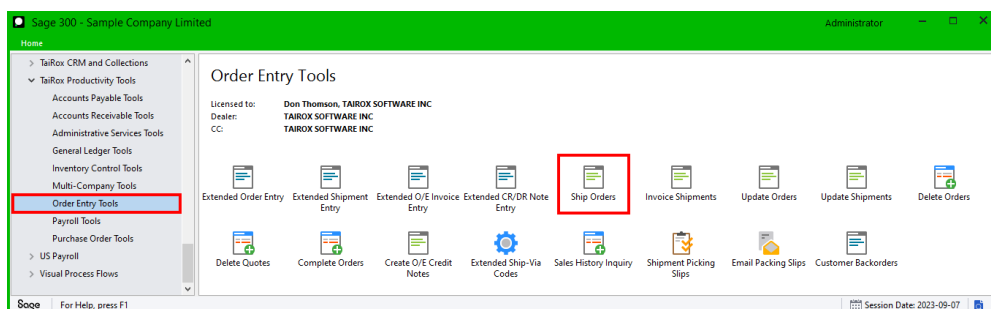 Sage 300 - Sample Company Limited
Administrator
Home
TaiRox CRM and Collections
TaiRox Productivity Tools
Accounts Payable Tools
Accounts Receivable Tools
Administrative Services Tools
General Ledger Tools
Inventory Control Tools
Multi-Company Tools
Order Entry Tools
Payroll Tools
Purchase Order Tools
US Payroll
Visual Process Flows
Order Entry Tools
Licensed to: Don Thomson, TAIROX SOFTWARE INC
Dealer: TAIROX SOFTWARE INC
CC: TAIROX SOFTWARE INC
Extended Order Entry
Extended Shipment
Entry
Extended O/E Invoice
Entry
Extended CR/DR Note
Entry
Ship Orders
Invoice Shipments
Update Orders
Update Shipments
Delete Orders
Delete Quotes
Complete Orders
Create O/E Credit
Notes
Extended Ship-Via
Codes
Sales History Inquiry
Shipment Picking
Slips
Email Packing Slips
Customer Backorders
Sage
For Help, press F1
Session Date: 2023-09-07